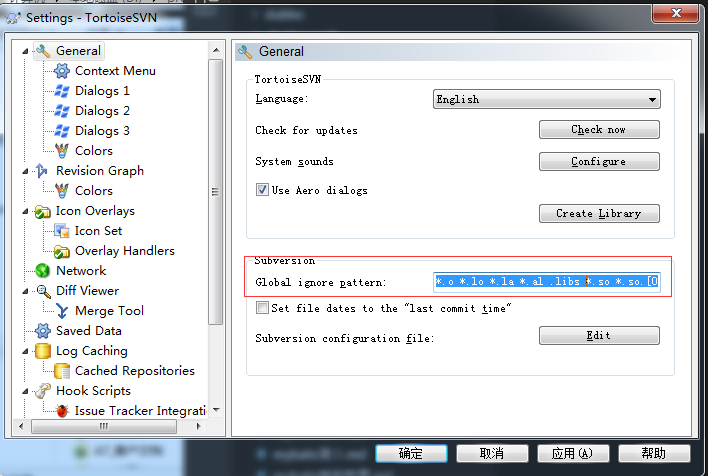 Settings - TortoiseSVN
General
Context Menu
Dialogs 1
Dialogs 2
Dialogs 3
Colors
Revision Graph
Colors
Icon Overlays
Icon Set
Overlay Handlers
Network
Diff Viewer
Merge Tool
Saved Data
Log Caching
Cached Repositories
Hook Scripts
Issue Tracker Integrati
General
TortoiseSVN
Language:
English
Check for updates
Check now
System sounds
Configure
Use Aero dialogs
Create Library
Subversion
Global ignore pattern:
*.o *.lo *.la *.al .libs *.so *.so.[0
Set file dates to the "last commit time"
Subversion configuration file:
Edit
确定
取消
应用(A)
帮助